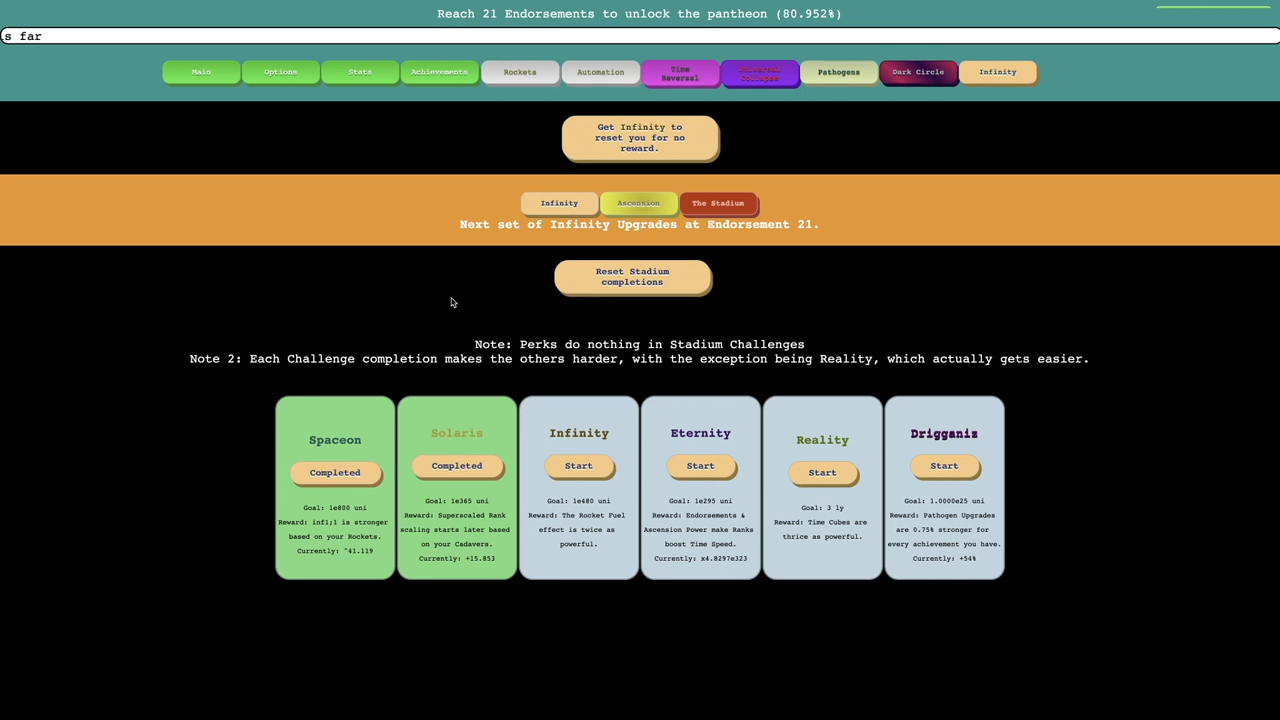 Reach 21 Endorsements to unlock the pantheon (80.952%)
s far
Main
Options
Stats
Achievements
Rockets
Automation
Time
Reversal
Universal
Collapse
Pathogens
Dark Circle
Infinity
Get Infinity to
reset you for no
reward.
Infinity
Ascension
The Stadium
Next set of Infinity Upgrades at Endorsement 21.
Reset Stadium
completions
Note: Perks do nothing in Stadium Challenges
Note 2: Each Challenge completion makes the others harder, with the exception being Reality, which actually gets easier.
Spaceon
Completed
Goal: 1e800 uni
Reward: inf1;1 is stronger
based on your Rockets.
Currently: ^41.119
Solaris
Completed
Goal: 1e365 uni
Reward: Superscaled Rank
scaling starts later based
on your Cadavers.
Currently: +15.853
Infinity
Start
Goal: 1e480 uni
Reward: The Rocket Fuel
effect is twice as
powerful.
Eternity
Start
Goal: 1e295 uni
Reward: Endorsements &
Ascension Power make Ranks
boost Time Speed.
Currently: x4.8297e323
Reality
Start
Goal: 3 ly
Reward: Time Cubes are
thrice as powerful.
Drigganiz
Start
Goal: 1.0000e25 uni
Reward: Pathogen Upgrades
are 0.75% stronger for
every achievement you have.
Currently: +54%